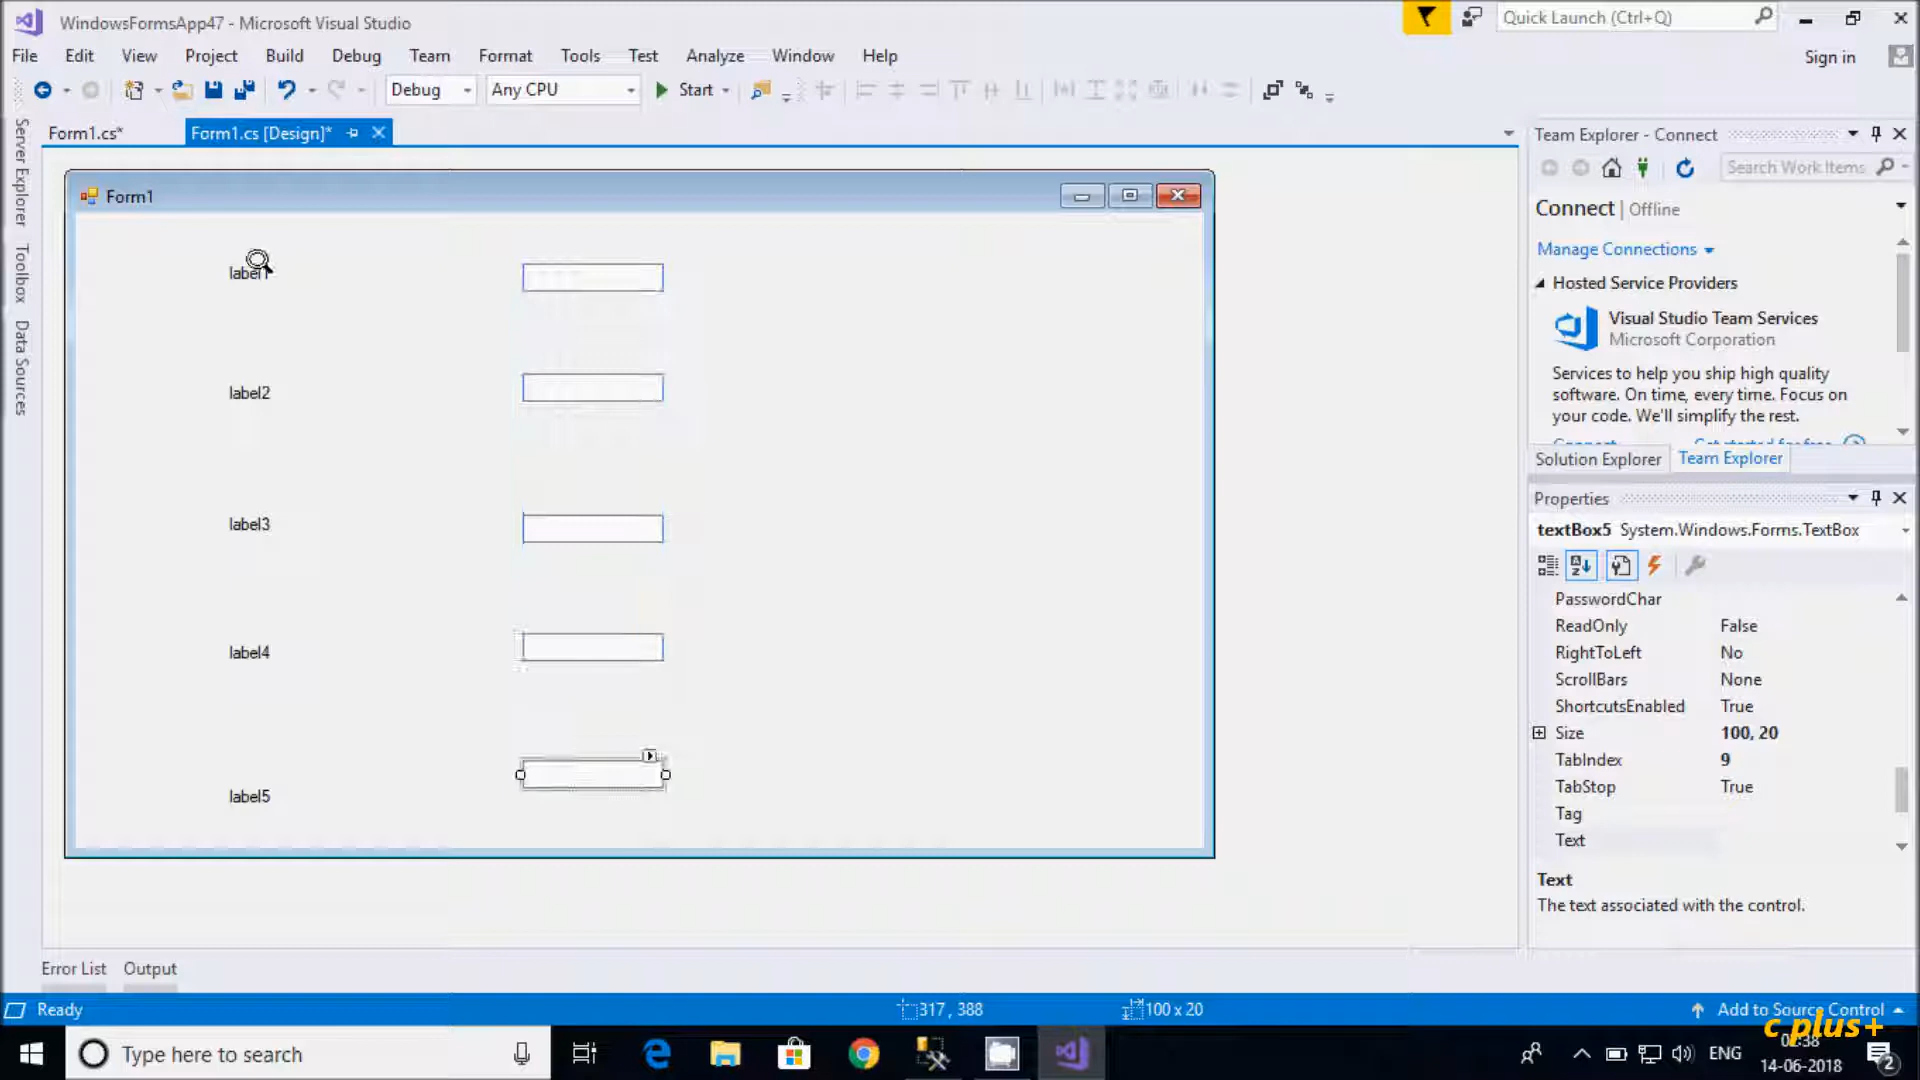 WindowsFormsApp47 - Microsoft Visual Studio
Quick Launch (Ctrl+Q)
File Edit View Project Build Debug Team Format Tools Test Analyze Window Help
Sign in
Debug Any CPU Start
Server Explorer
Toolbox
Data Sources
Form1.cs*
Form1.cs [Design]*
Form1
label1
label2
label3
label4
label5
Team Explorer - Connect
Search Work Items
Connect | Offline
Manage Connections
Hosted Service Providers
Visual Studio Team Services
Microsoft Corporation
Services to help you ship high quality
software. On time, every time. Focus on
your code. We'll simplify the rest.
Solution Explorer Team Explorer
Properties
textBox5 System.Windows.Forms.TextBox
PasswordChar
ReadOnly False
RightToLeft No
ScrollBars None
ShortcutsEnabled True
Size 100, 20
TabIndex 9
TabStop True
Tag
Text
Text
The text associated with the control.
Error List Output
Ready
317 , 388
100 x 20
Add to Source Control
c plus+
Type here to search
ENG
14-06-2018
2